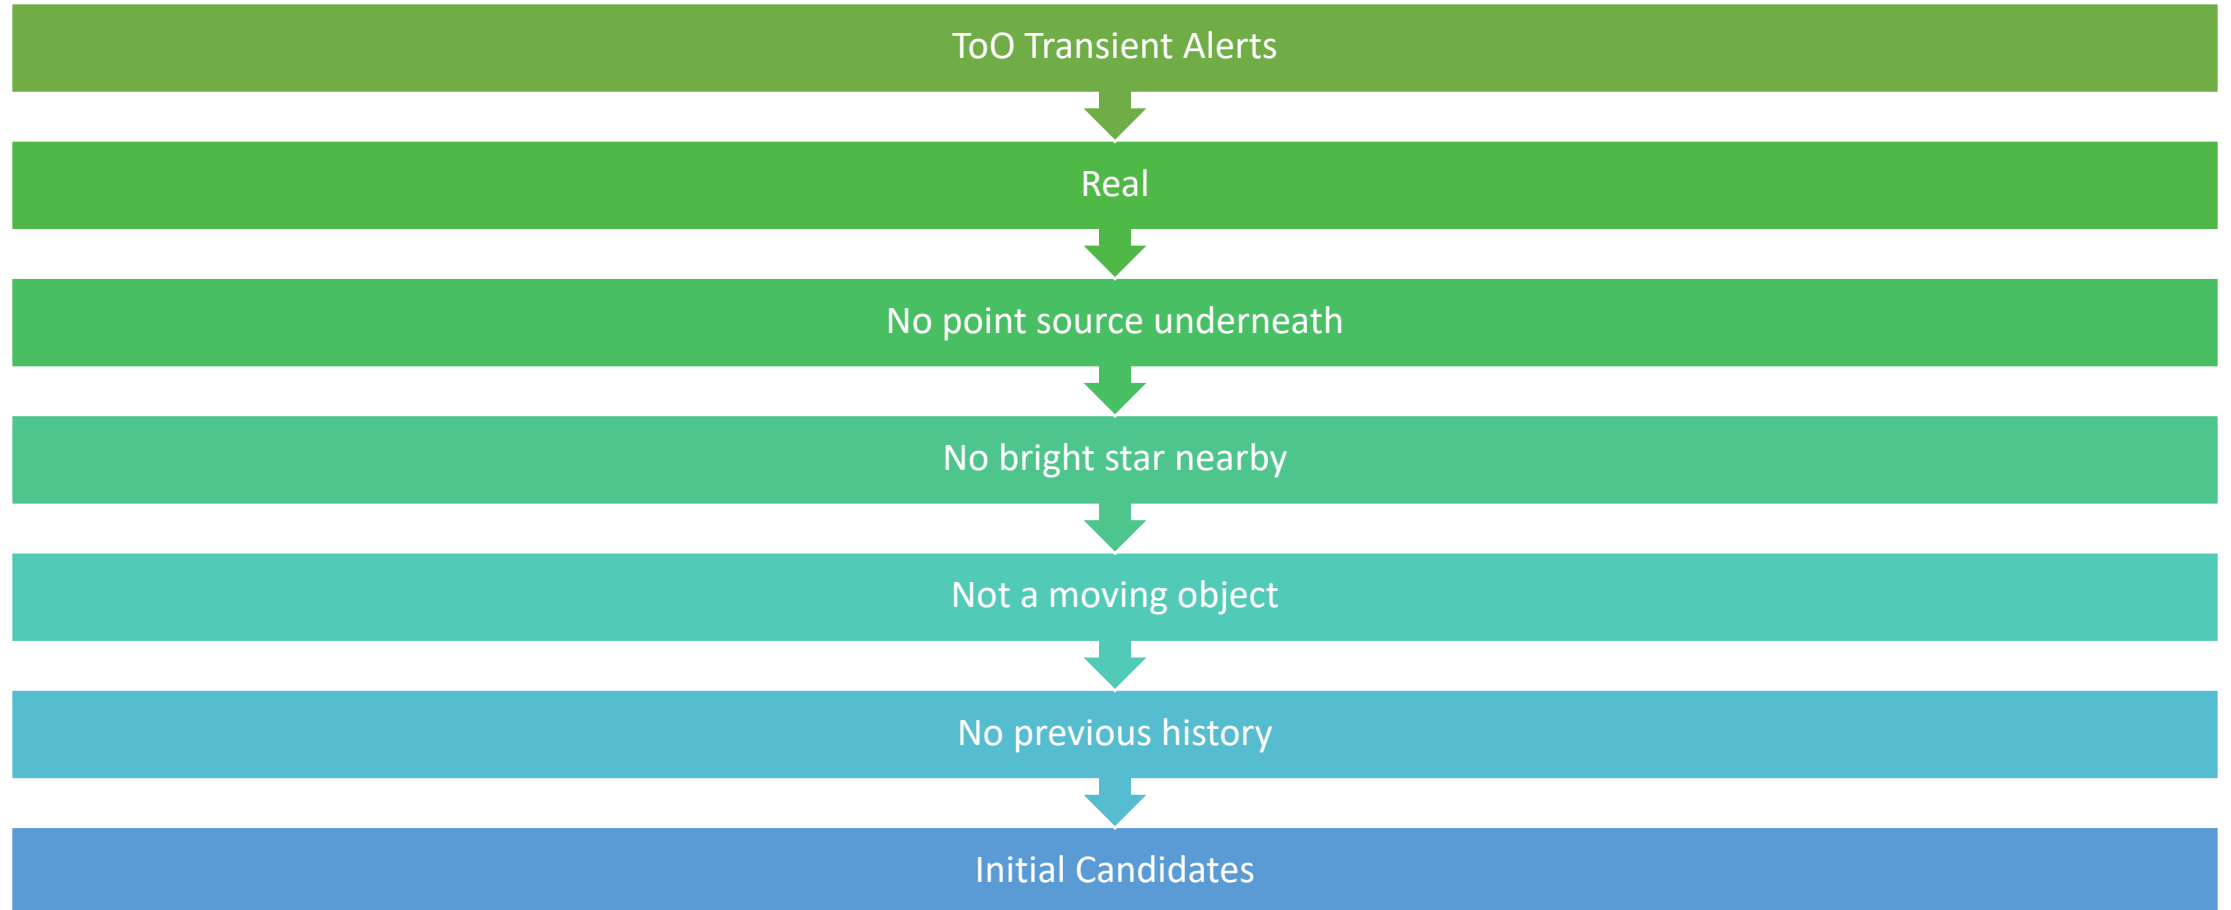 ToO Transient Alerts
Real
No point source underneath
No bright star nearby
Not a moving object
No previous history
Initial Candidates